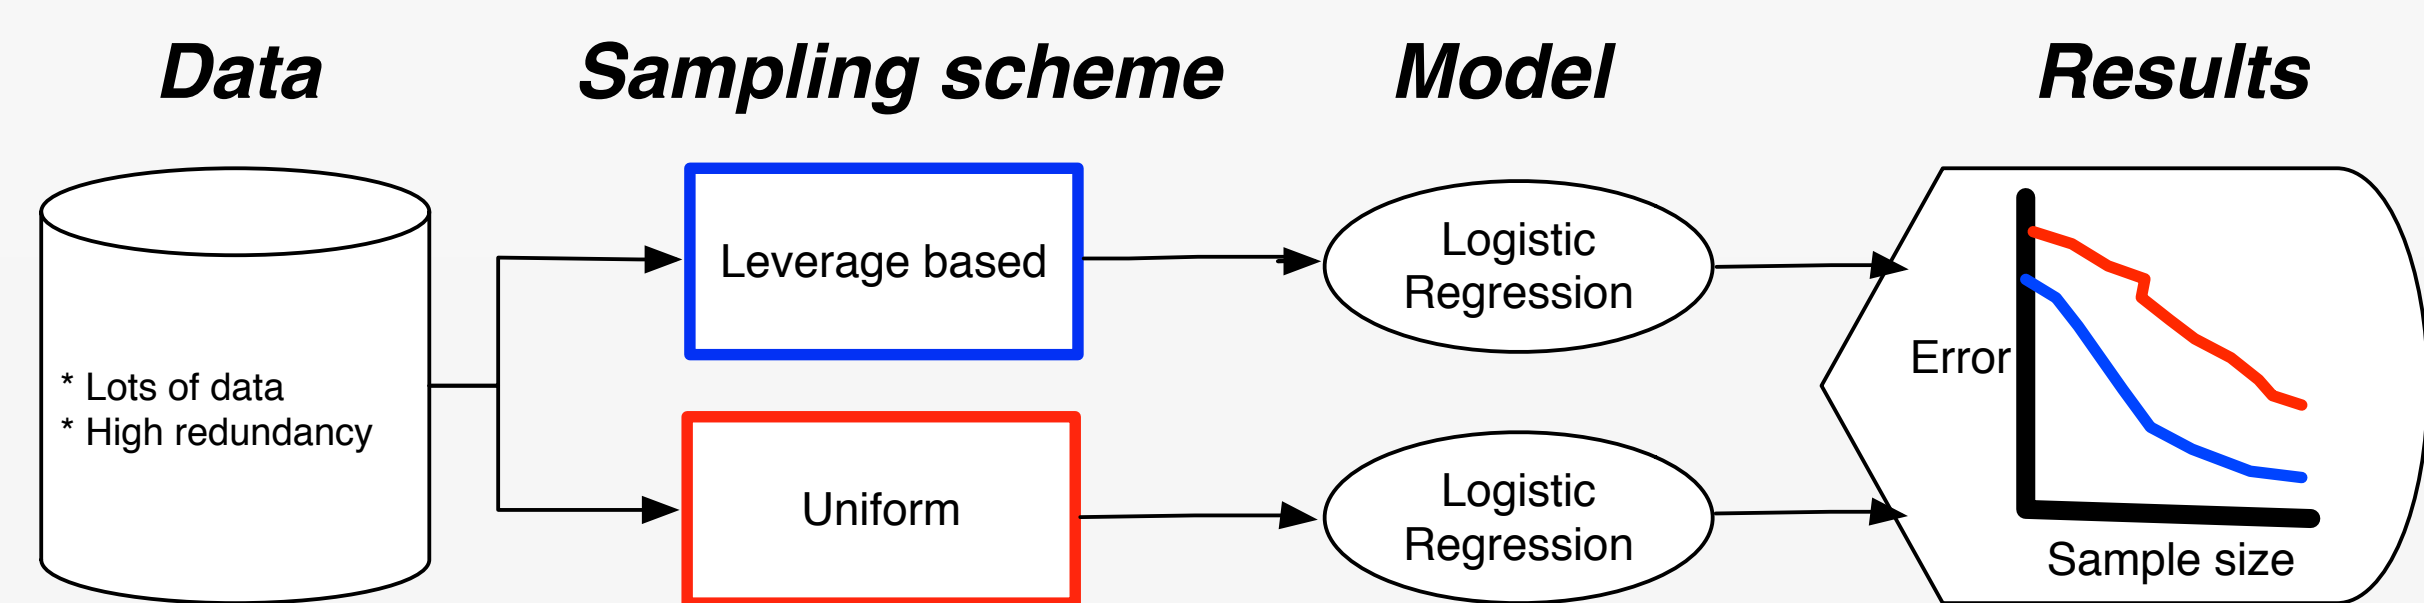 Data
Sampling scheme
Model
Results
* Lots of data
* High redundancy
Leverage based
Uniform
Logistic
Regression
Logistic
Regression
Error
Sample size